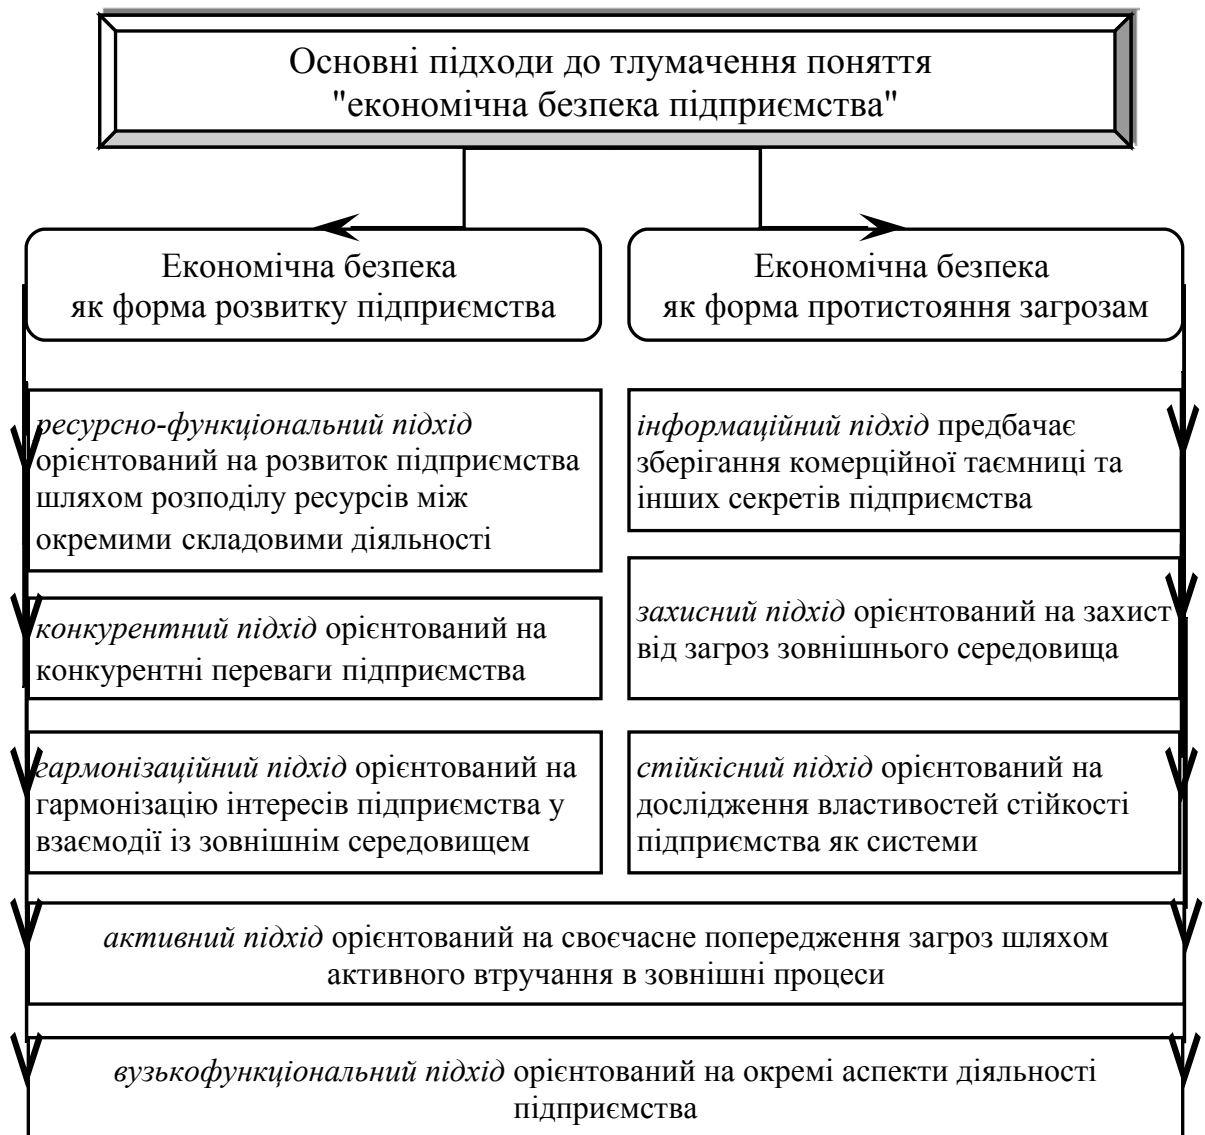 Основні підходи до тлумачення поняття
"економічна безпека підприємства"
Економічна безпека
як форма розвитку підприємства
Економічна безпека
як форма протистояння загрозам
ресурсно-функціональний підхід
орієнтований на розвиток підприємства
шляхом розподілу ресурсів між
окремими складовими діяльності
інформаційний підхід предбачає
зберігання комерційної таємниці та
інших секретів підприємства
конкурентний підхід орієнтований на
конкурентні переваги підприємства
захисний підхід орієнтований на захист
від загроз зовнішнього середовища
гармонізаційний підхід орієнтований на
гармонізацію інтересів підприємства у
взаємодії із зовнішнім середовищем
стійкісний підхід орієнтований на
дослідження властивостей стійкості
підприємства як системи
активний підхід орієнтований на своєчасне попередження загроз шляхом
активного втручання в зовнішні процеси
вузькофункціональний підхід орієнтований на окремі аспекти діяльності
підприємства